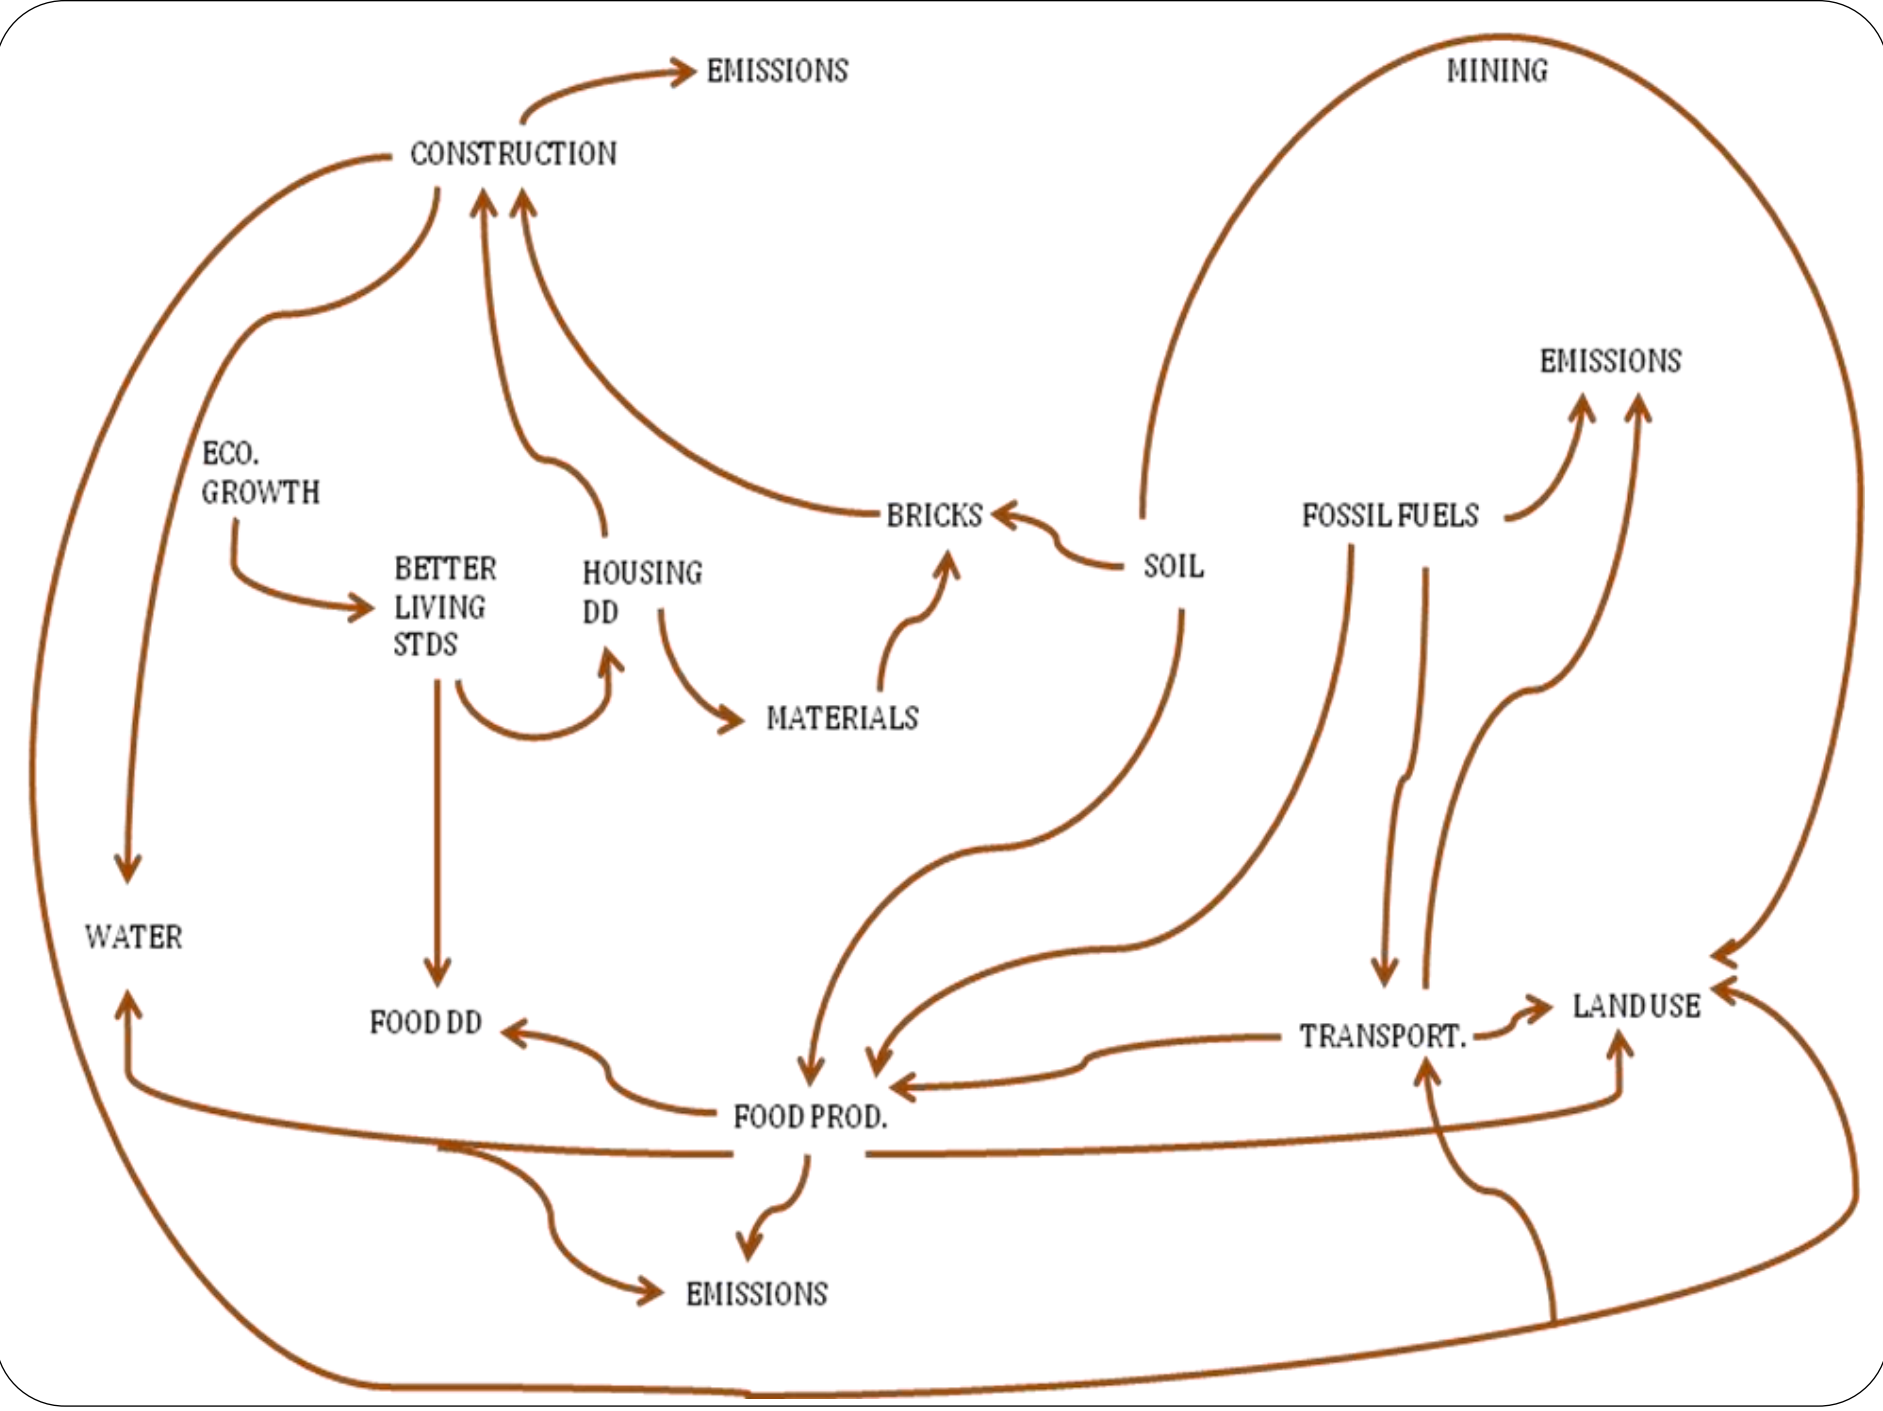 EMISSIONS
MINING
CONSTRUCTION
EMISSIONS
ECO.
GROWTH
BRICKS
FOSSIL FUELS
SOIL
BETTER
LIVING
STDS
HOUSING
DD
MATERIALS
WATER
FOOD DD
LAND USE
TRANSPORT.
FOOD PROD.
EMISSIONS